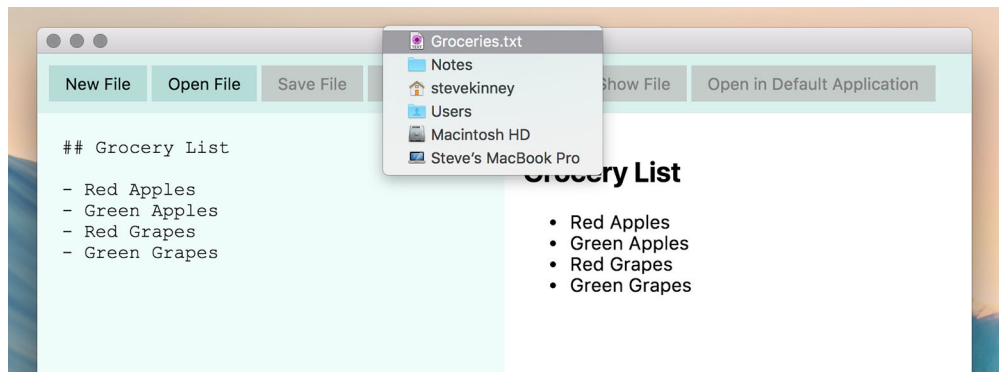 Groceries.txt
Notes
stevekinney
Users
Macintosh HD
Steve’s MacBook Pro
New File
Open File
Save File
Show File
Open in Default Application
## Grocery List
- Red Apples
- Green Apples
- Red Grapes
- Green Grapes
Grocery List
• Red Apples
• Green Apples
• Red Grapes
• Green Grapes